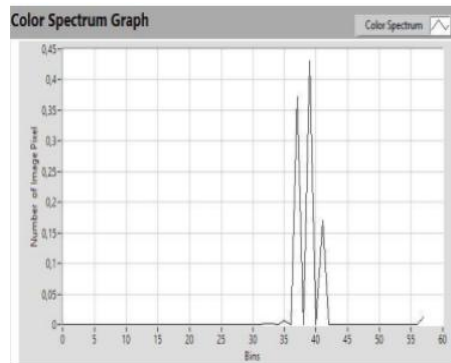 Color Spectrum Graph
Color Spectrum
0,45
0,4
0,35
0,3
0,25
0,2
0,15
0,1
0,05
0
Number of Image Pixel
0 5 10 15 20 25 30 35 40 45 50 55 60
Bins